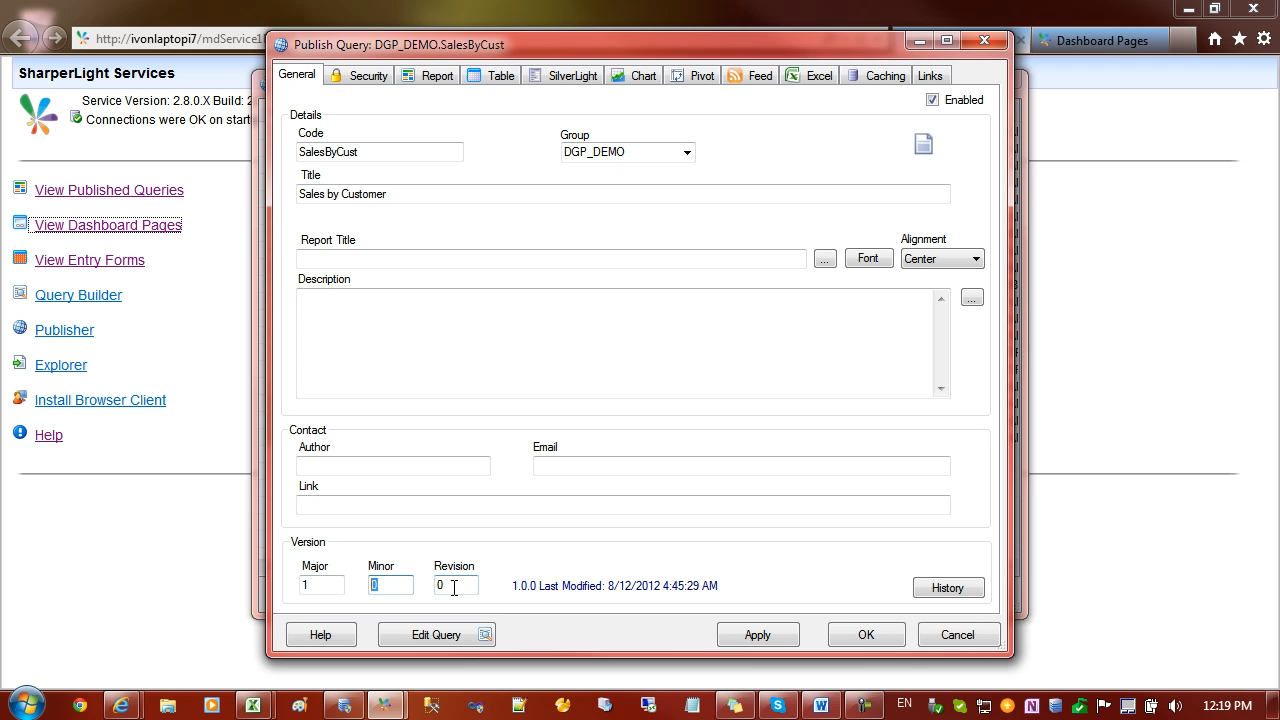 http://ivonlaptopi7/mdService1
Dashboard Pages
Publish Query: DGP_DEMO.SalesByCust
SharperLight Services
Service Version: 2.8.0.X Build: 2
Connections were OK on start
View Published Queries
View Dashboard Pages
View Entry Forms
Query Builder
Publisher
Explorer
Install Browser Client
Help
General Security Report Table SilverLight Chart Pivot Feed Excel Caching Links
Enabled
Details
Code
Group
SalesByCust
DGP_DEMO
Title
Sales by Customer
Report Title
Alignment
...
Font
Center
Description
...
Contact
Author
Email
Link
Version
Major
Minor
Revision
1
0
0
1.0.0 Last Modified: 8/12/2012 4:45:29 AM
History
Help
Edit Query
Apply
OK
Cancel
EN
12:19 PM